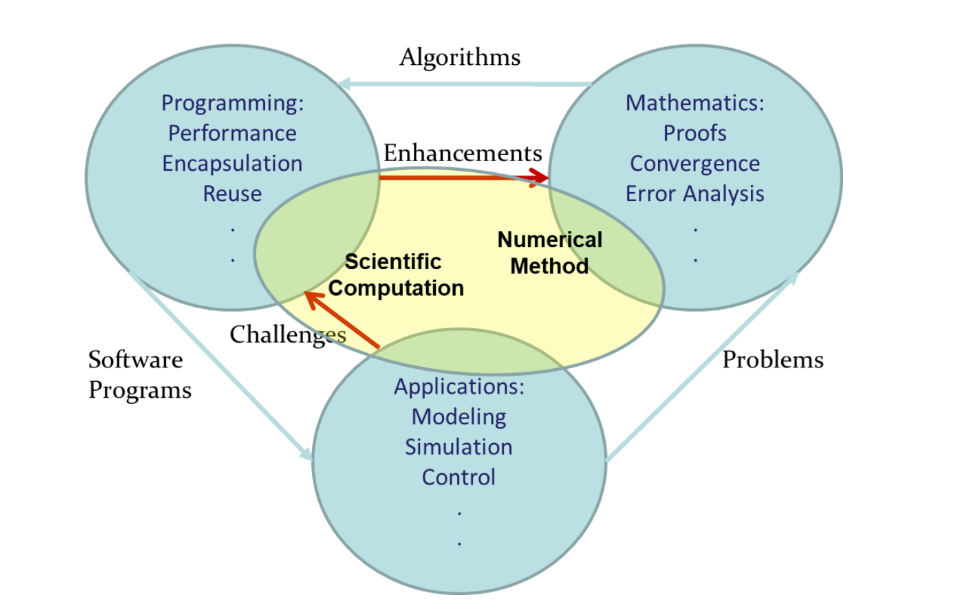 Algorithms
Programming:
Performance
Encapsulation
Reuse
.
.
Mathematics:
Proofs
Convergence
Error Analysis
.
.
Enhancements
Numerical
Method
Scientific
Computation
Challenges
Software
Programs
Problems
Applications:
Modeling
Simulation
Control
.
.